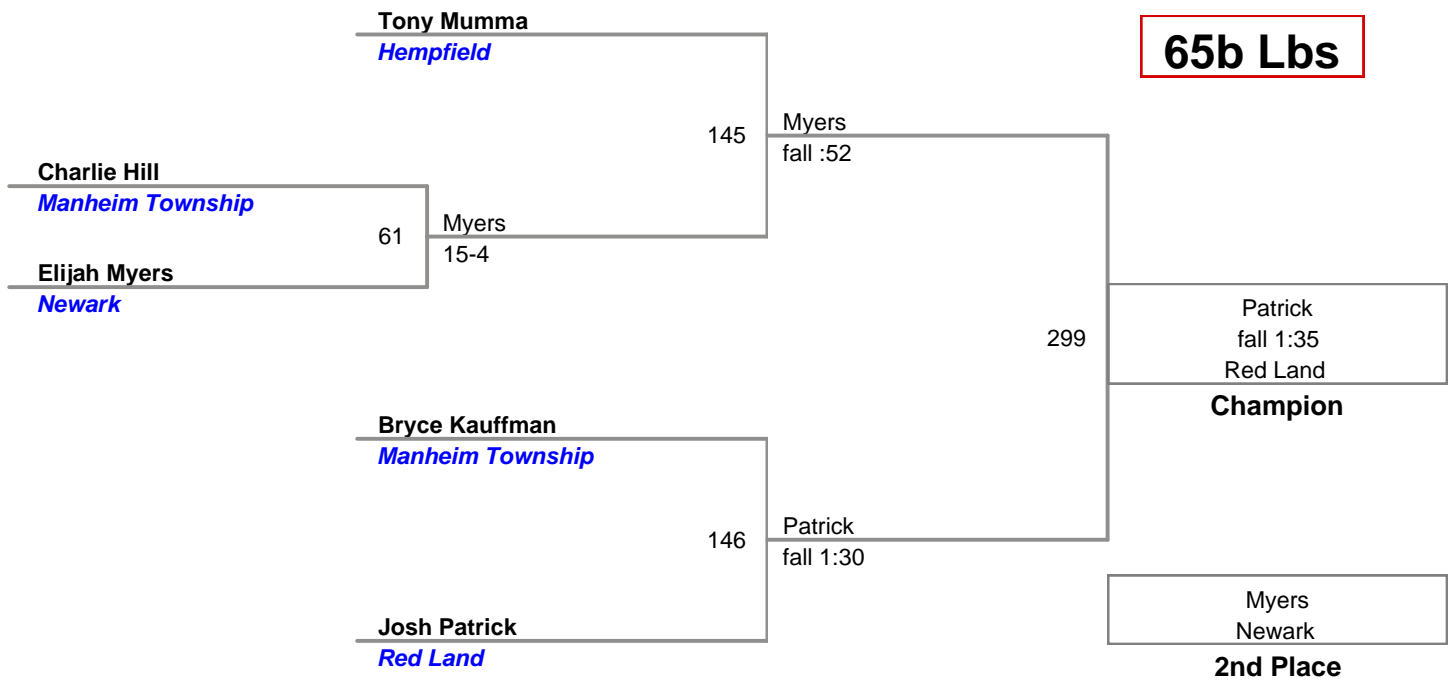 Tony Mumma
Hempfield
65b Lbs
145
Myers
fall :52
Charlie Hill
Manheim Township
61
Myers
15-4
Elijah Myers
Newark
299
Patrick
fall 1:35
Red Land
Champion
Bryce Kauffman
Manheim Township
146
Patrick
fall 1:30
Josh Patrick
Red Land
Myers
Newark
2nd Place